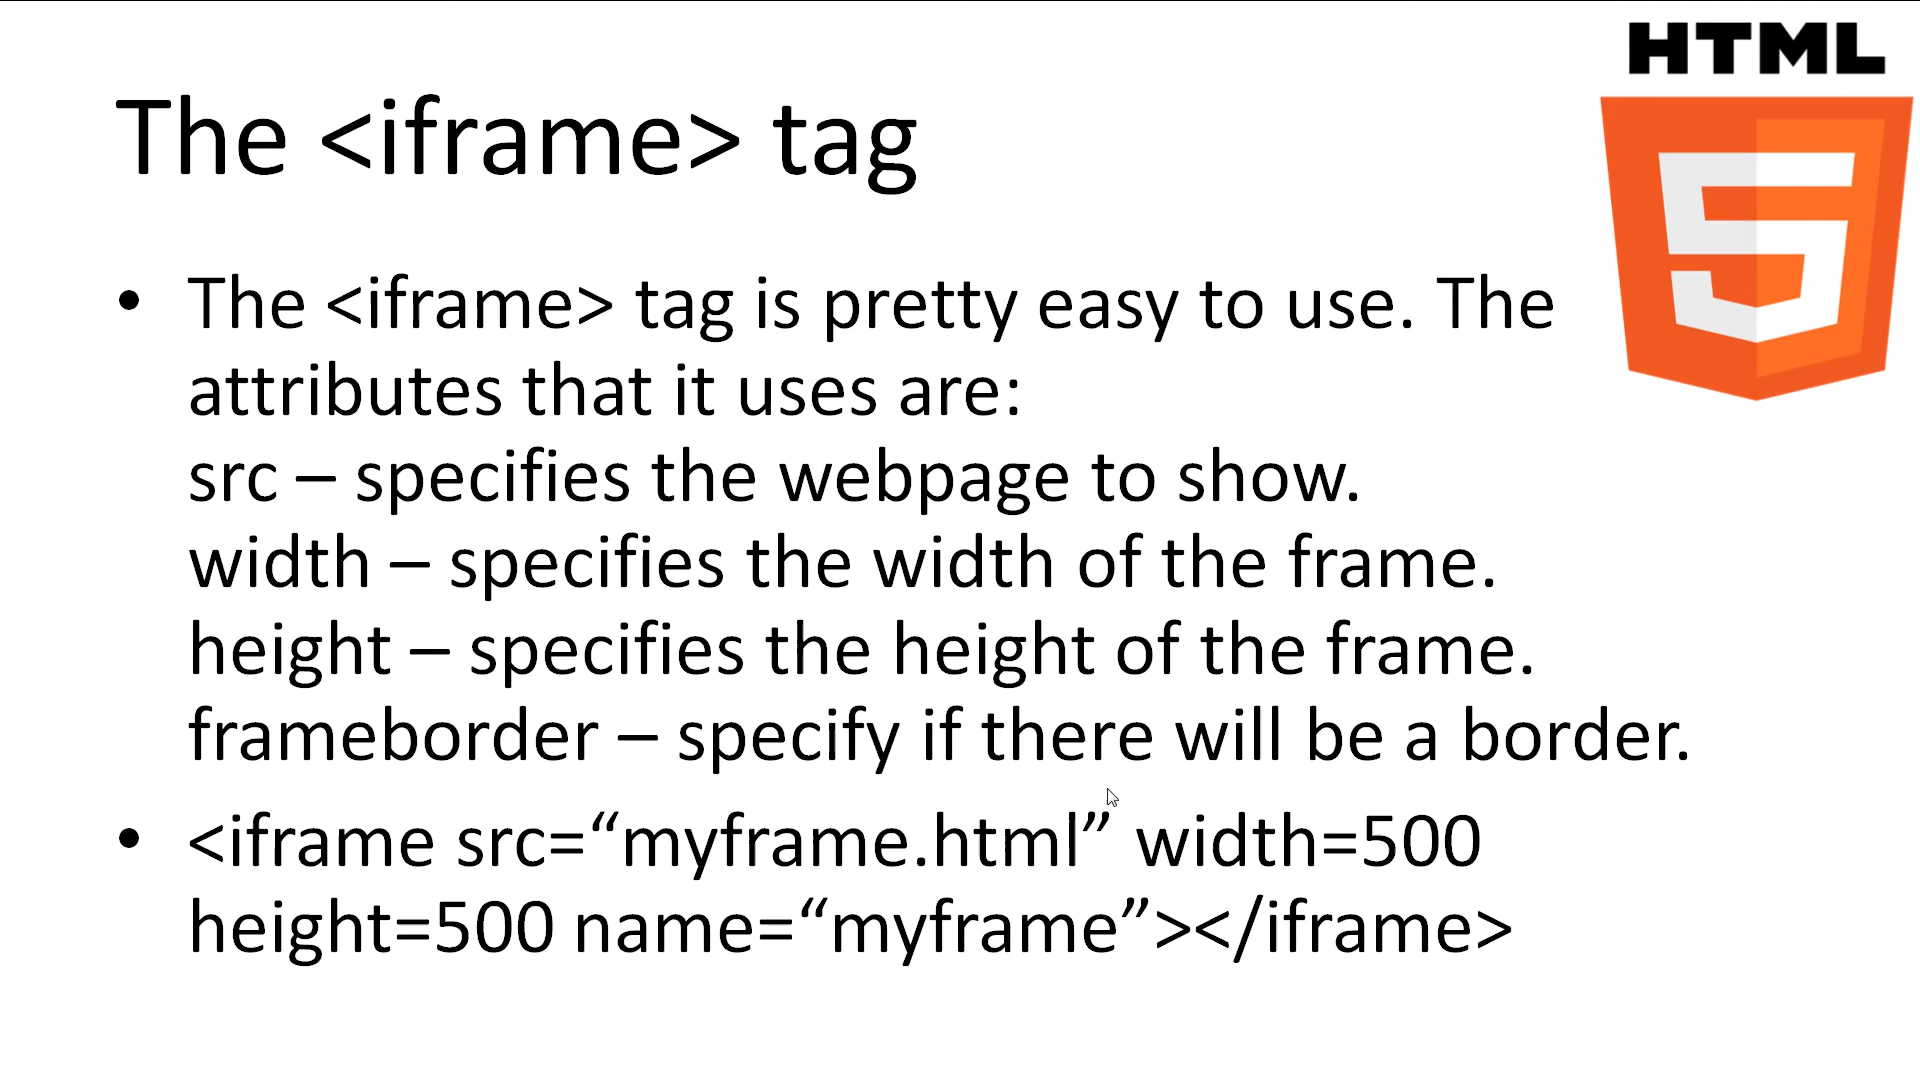 HTML
The <iframe> tag
• The <iframe> tag is pretty easy to use. The
attributes that it uses are:
src – specifies the webpage to show.
width – specifies the width of the frame.
height – specifies the height of the frame.
frameborder – specify if there will be a border.
• <iframe src=“myframe.html” width=500
height=500 name=“myframe”></iframe>
5